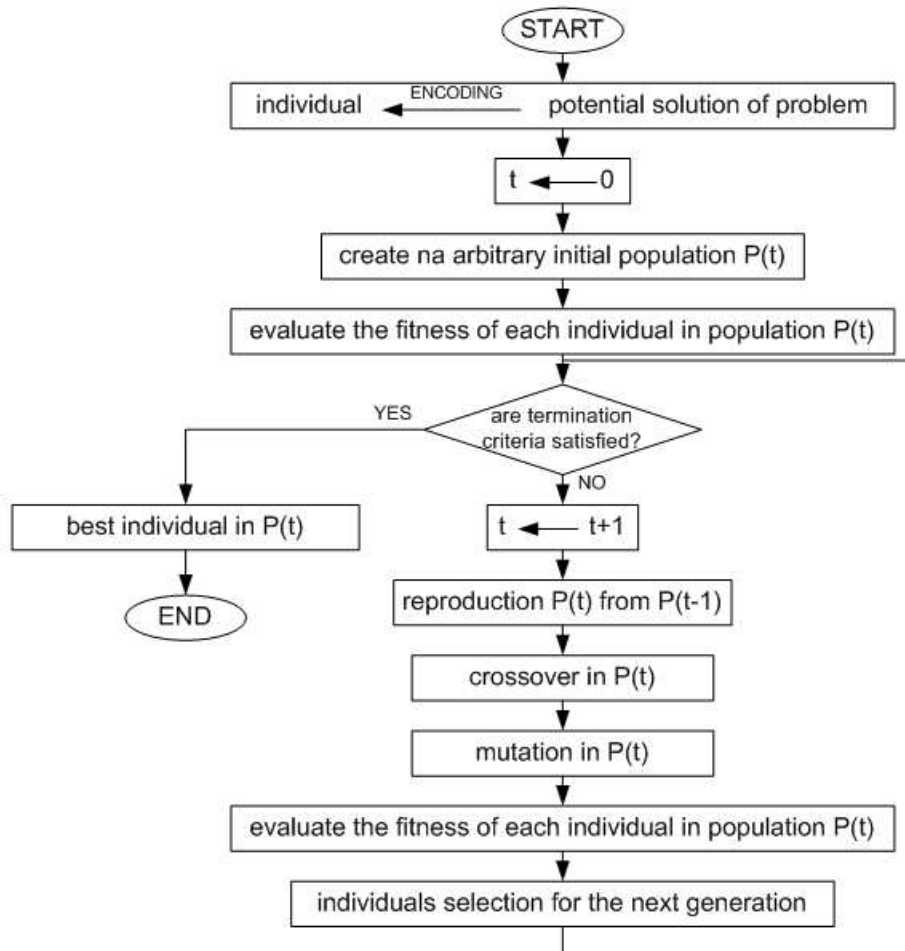 START
individual ENCODING potential solution of problem
t 0
create na arbitrary initial population P(t)
evaluate the fitness of each individual in population P(t)
are termination
criteria satisfied?
YES
NO
best individual in P(t)
END
t t+1
reproduction P(t) from P(t-1)
crossover in P(t)
mutation in P(t)
evaluate the fitness of each individual in population P(t)
individuals selection for the next generation